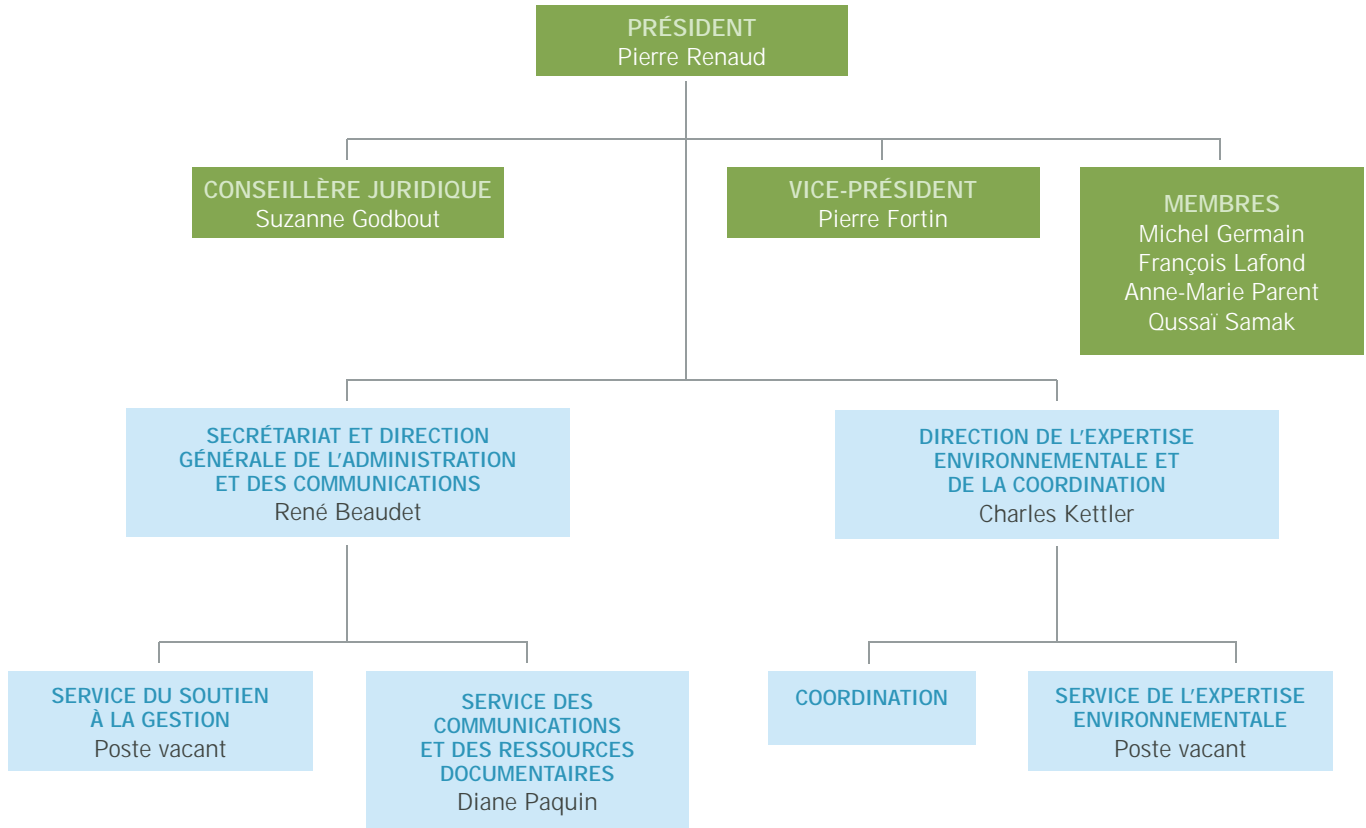 PRÉSIDENT
Pierre Renaud
CONSEILLÈRE JURIDIQUE
Suzanne Godbout
VICE-PRÉSIDENT
Pierre Fortin
MEMBRES
Michel Germain
François Lafond
Anne-Marie Parent
Qussaï Samak
SECRÉTARIAT ET DIRECTION
GÉNÉRALE DE L'ADMINISTRATION
ET DES COMMUNICATIONS
René Beaudet
DIRECTION DE L'EXPERTISE
ENVIRONNEMENTALE ET
DE LA COORDINATION
Charles Kettler
SERVICE DU SOUTIEN
À LA GESTION
Poste vacant
SERVICE DES
COMMUNICATIONS
ET DES RESSOURCES
DOCUMENTAIRES
Diane Paquin
COORDINATION
SERVICE DE L'EXPERTISE
ENVIRONNEMENTALE
Poste vacant